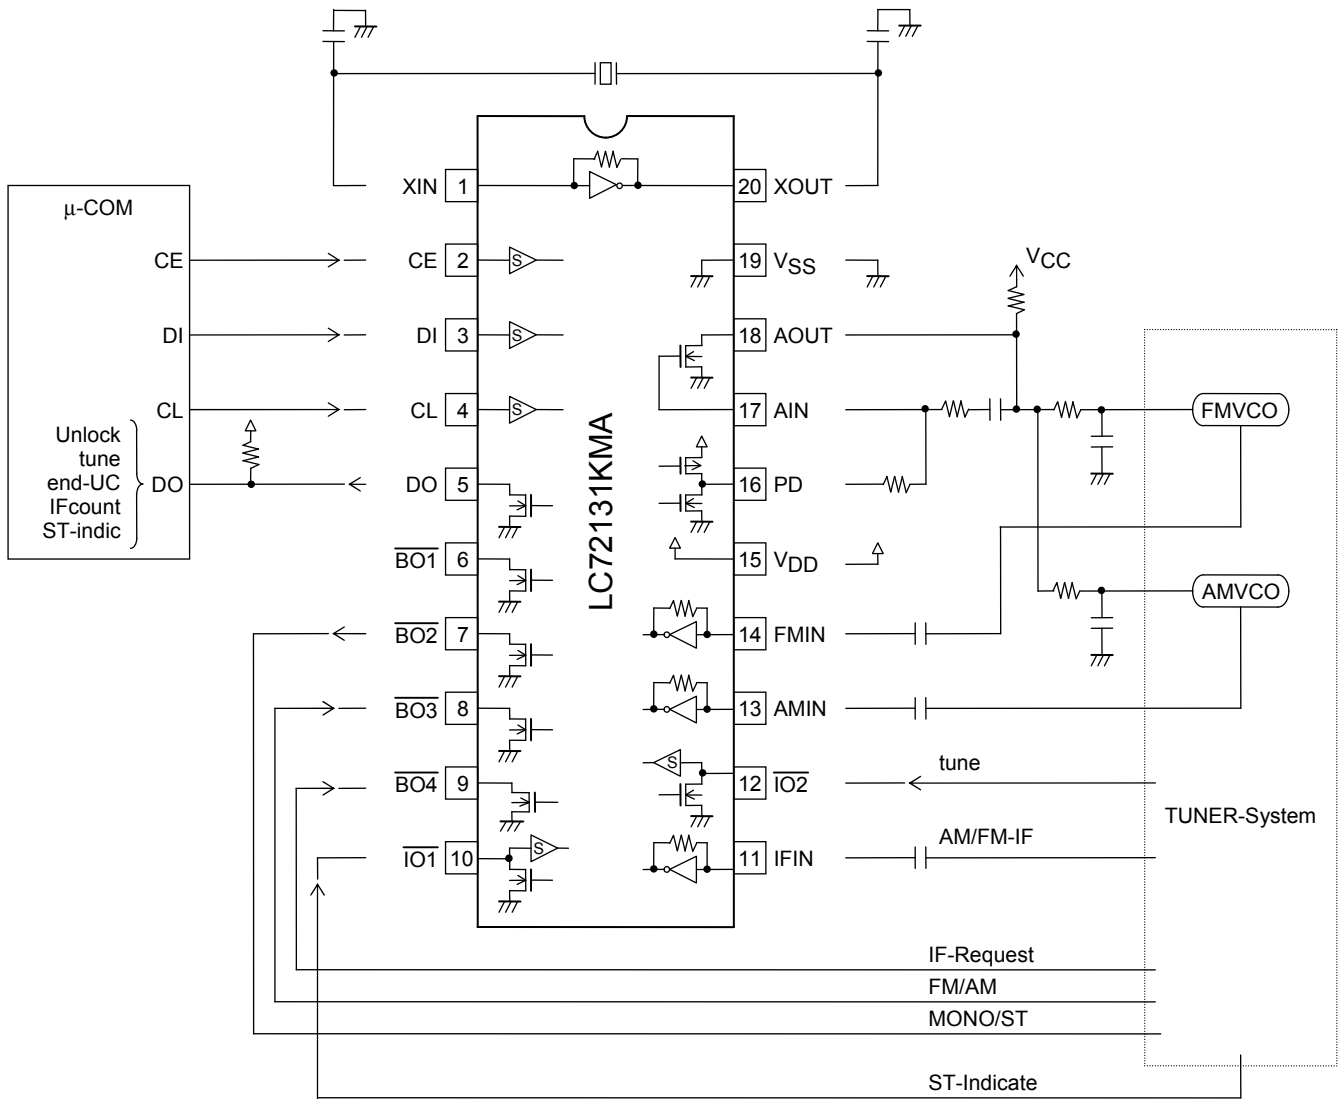 μ-COM
CE
DI
CL
Unlock
tune
end-UC
IFcount
ST-indic
DO
XIN 1
CE 2 S
DI 3 S
CL 4 S
DO 5
BO1 6
BO2 7
BO3 8
BO4 9
IO1 10 S
LC72131KMA
20 XOUT
19 VSS
18 AOUT
17 AIN
16 PD
15 VDD
14 FMIN
13 AMIN
S 12 IO2
11 IFIN
VCC
FMVCO
AMVCO
tune
TUNER-System
AM/FM-IF
IF-Request
FM/AM
MONO/ST
ST-Indicate